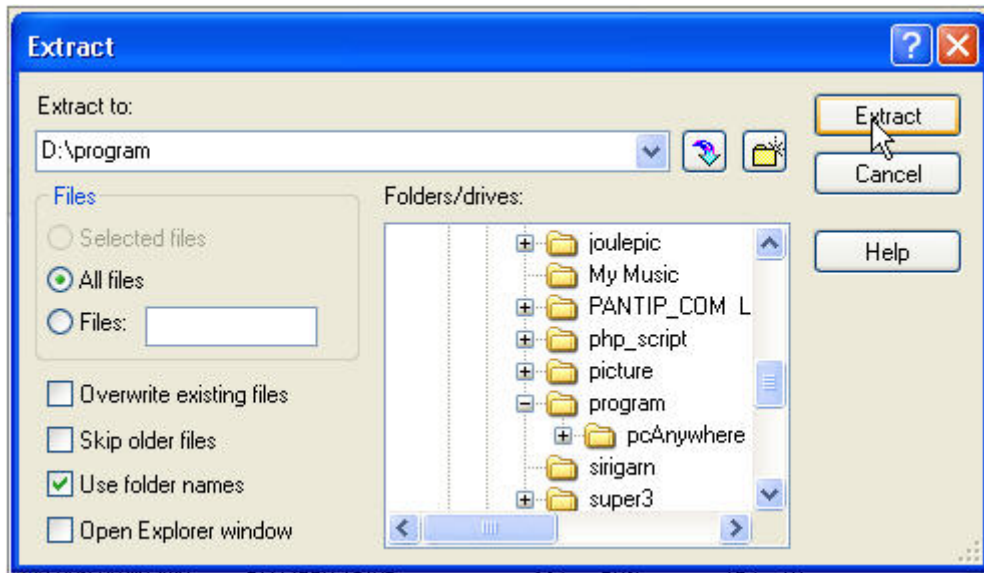 Extract
Extract to:
D:\program
Extract
Cancel
Help
Files
Selected files
All files
Files:
Overwrite existing files
Skip older files
Use folder names
Open Explorer window
Folders/drives:
joulepic
My Music
PANTIP_COM L
php_script
picture
program
pcAnywhere
sirigarn
super3